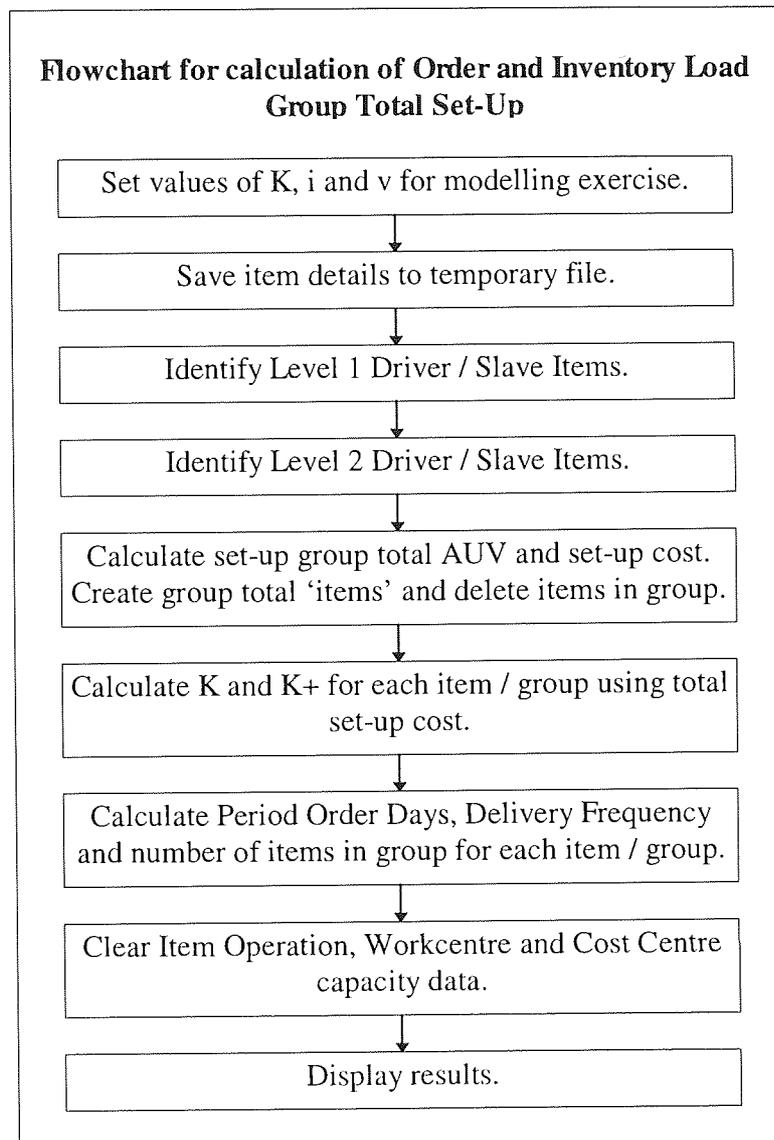 Flowchart for calculation of Order and Inventory Load
Group Total Set-Up
Set values of K, i and v for modelling exercise.
Save item details to temporary file.
Identify Level 1 Driver / Slave Items.
Identify Level 2 Driver / Slave Items.
Calculate set-up group total AUV and set-up cost.
Create group total ‘items’ and delete items in group.
Calculate K and K+ for each item / group using total
set-up cost.
Calculate Period Order Days, Delivery Frequency
and number of items in group for each item / group.
Clear Item Operation, Workcentre and Cost Centre
capacity data.
Display results.